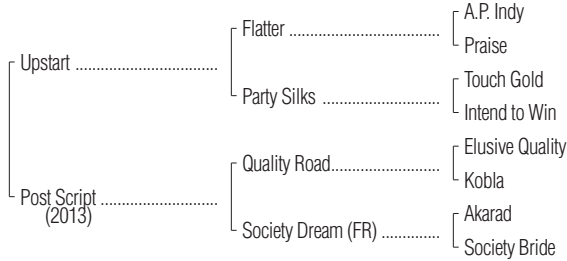 A.P. Indy
Flatter ................................
Praise
Upstart ..............................
Touch Gold
Party Silks .........................
Intend to Win
Elusive Quality
Quality Road.......................
Kobla
Post Script .........................
(2013)
Akarad
Society Dream (FR) ............
Society Bride